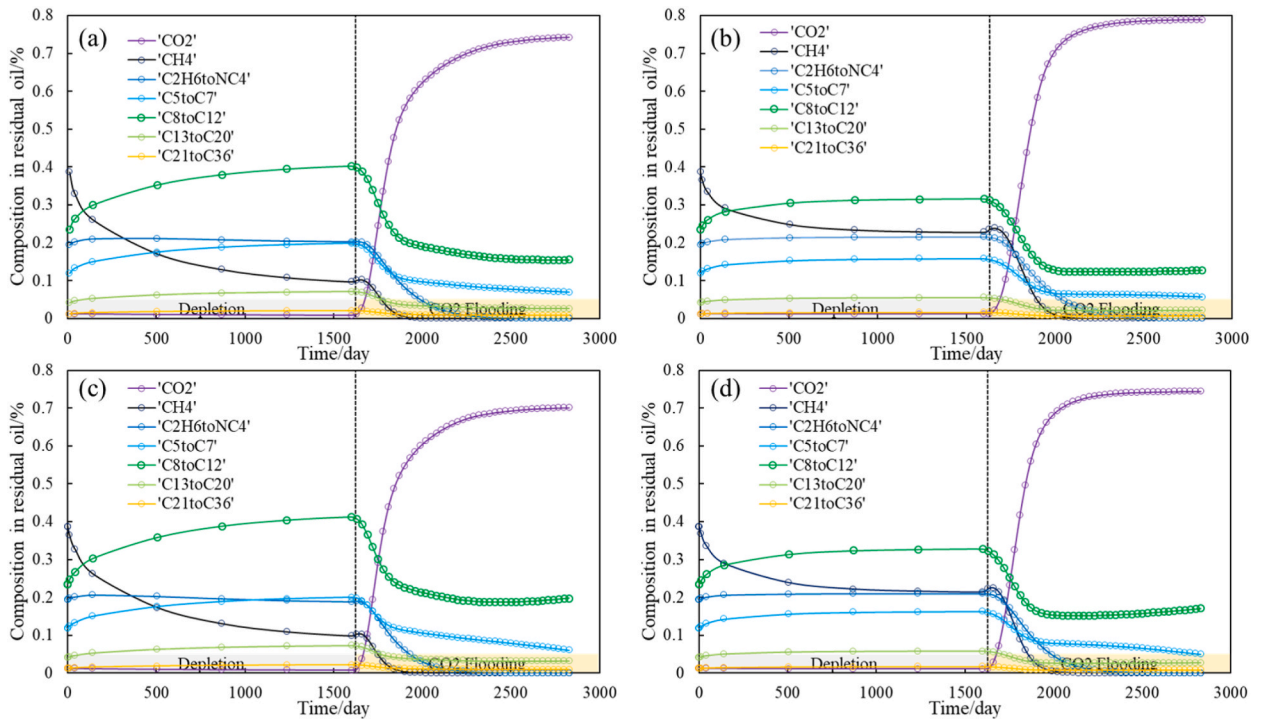 (a)
Composition in residual oil/%
0.8
0.7
0.6
0.5
0.4
0.3
0.2
0.1
0
'CO2'
'CH4'
'C2H6toNC4'
'C5toC7'
'C8toC12'
'C13toC20'
'C21toC36'
Depletion
CO2 Flooding
0 500 1000 1500 2000 2500 3000
Time/day
(b)
Composition in residual oil/%
0.8
0.7
0.6
0.5
0.4
0.3
0.2
0.1
0
'CO2'
'CH4'
'C2H6toNC4'
'C5toC7'
'C8toC12'
'C13toC20'
'C21toC36'
Depletion
CO2 Flooding
0 500 1000 1500 2000 2500 3000
Time/day
(c)
Composition in residual oil/%
0.8
0.7
0.6
0.5
0.4
0.3
0.2
0.1
0
'CO2'
'CH4'
'C2H6toNC4'
'C5toC7'
'C8toC12'
'C13toC20'
'C21toC36'
Depletion
CO2 Flooding
0 500 1000 1500 2000 2500 3000
Time/day
(d)
Composition in residual oil/%
0.8
0.7
0.6
0.5
0.4
0.3
0.2
0.1
0
'CO2'
'CH4'
'C2H6toNC4'
'C5toC7'
'C8toC12'
'C13toC20'
'C21toC36'
Depletion
CO2 Flooding
0 500 1000 1500 2000 2500 3000
Time/day